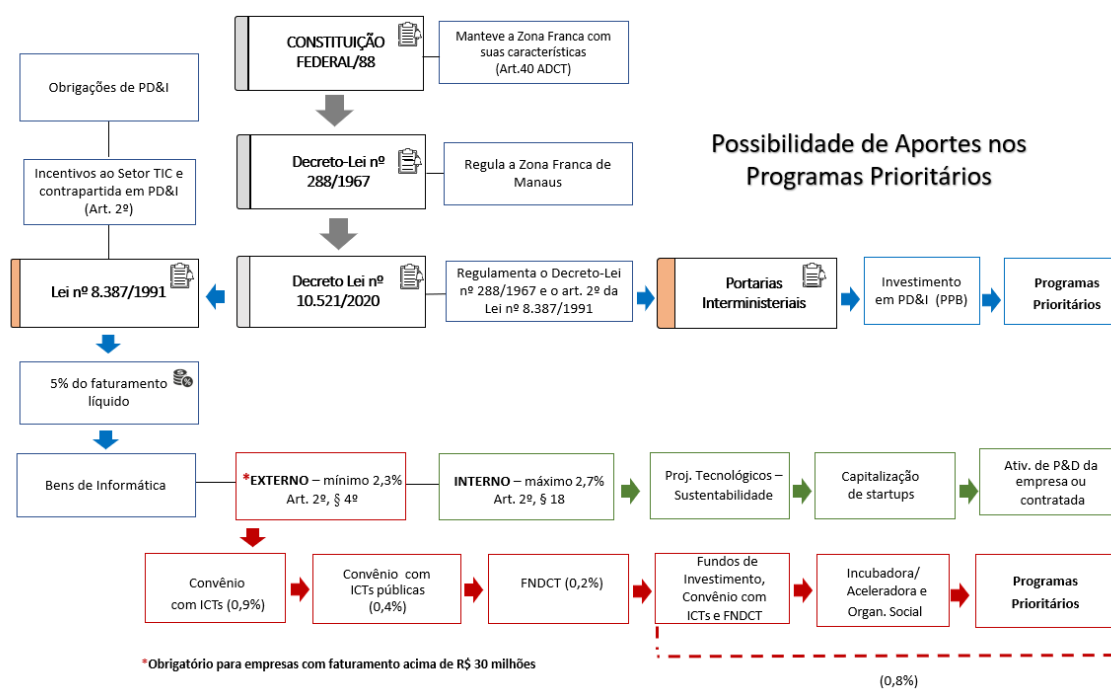 CONSTITUIÇÃO
FEDERAL/88
Manteve a Zona Franca com
suas características
(Art.40 ADCT)
Obrigações de PD&I
Possibilidade de Aportes nos
Programas Prioritários
Decreto-Lei nº
288/1967
Regula a Zona Franca de
Manaus
Incentivos ao Setor TIC e
contrapartida em PD&I
(Art. 2º)
Lei nº 8.387/1991
Decreto Lei nº
10.521/2020
Regulamenta o Decreto-Lei
nº 288/1967 e o art. 2º da
Lei nº 8.387/1991
Portarias
Interministeriais
Investimento
em PD&I (PPB)
Programas
Prioritários
5% do faturamento
líquido
%
Bens de Informática
*EXTERNO – mínimo 2,3%
Art. 2º, § 4º
INTERNO – máximo 2,7%
Art. 2º, § 18
Proj. Tecnológicos –
Sustentabilidade
Capitalização
de startups
Ativ. de P&D da
empresa ou
contratada
Convênio
com ICTs (0,9%)
Convênio com
ICTs públicas
(0,4%)
FNDCT (0,2%)
Fundos de
Investimento,
Convênio com
ICTs e FNDCT
Incubadora/
Aceleradora e
Organ. Social
Programas
Prioritários
*Obrigatório para empresas com faturamento acima de R$ 30 milhões
(0,8%)